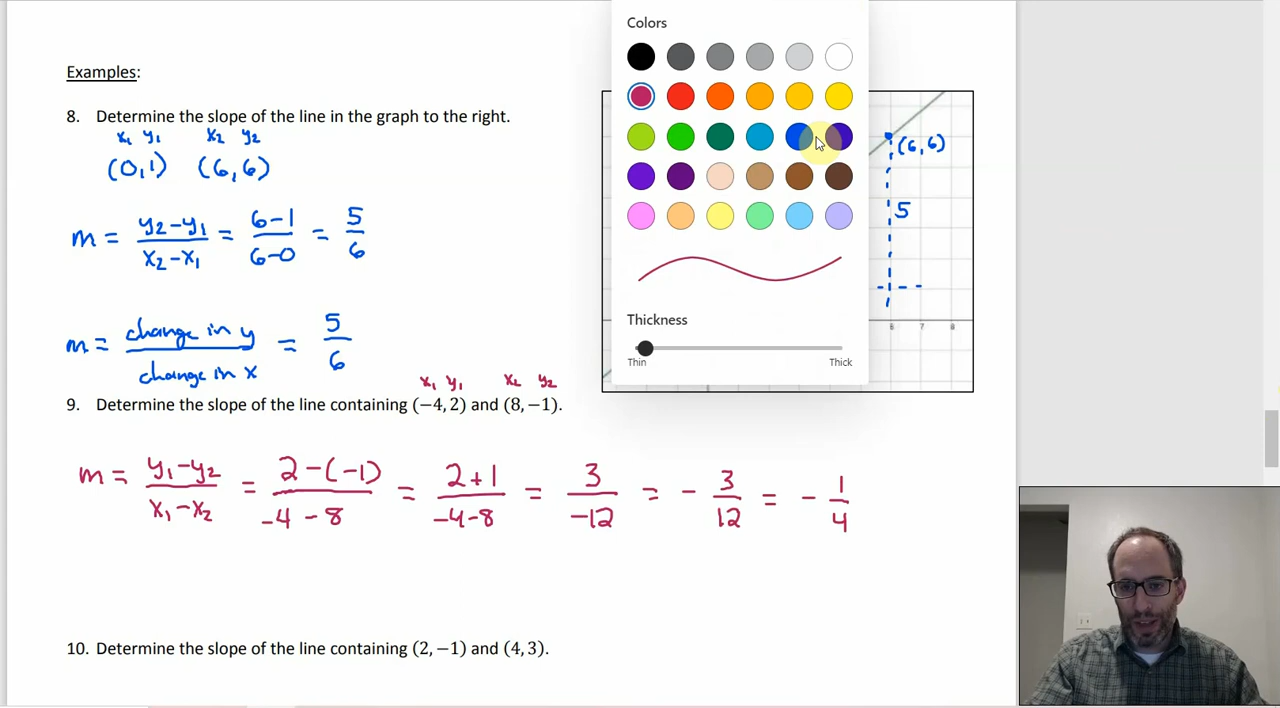 Examples:
8. Determine the slope of the line in the graph to the right.
x₁ y₁ x₂ y₂
(0,1) (6,6)
m = y₂-y₁ / x₂-x₁ = 6-1 / 6-0 = 5/6
m = change in y / change in x = 5/6
x₁ y₁ x₂ y₂
9. Determine the slope of the line containing (−4, 2) and (8, −1).
m = y₁-y₂ / x₁-x₂ = 2-(-1) / -4-8 = 2+1 / -4-8 = 3/-12 = - 3/12 = - 1/4
10. Determine the slope of the line containing (2, −1) and (4, 3).
Colors
Thickness
Thin Thick
(6,6)
5
6 7 8